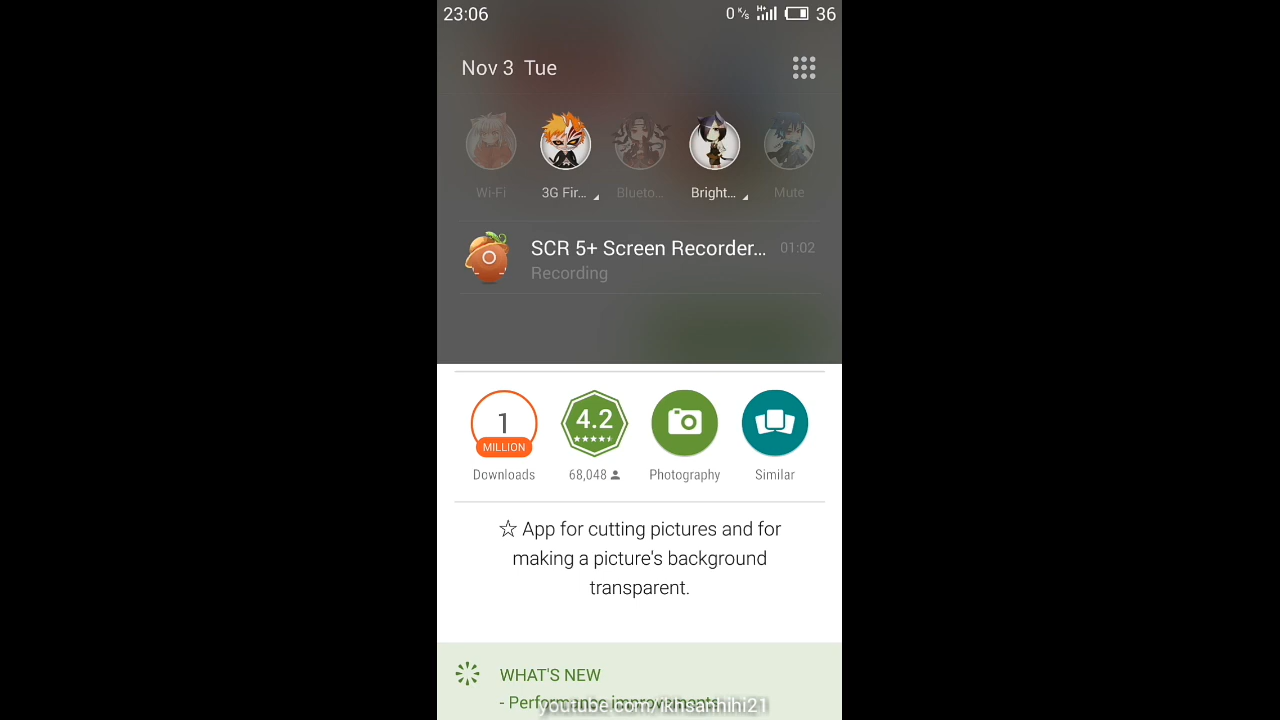 23:06
0 K/s H+ 36
Nov 3 Tue
Wi-Fi
3G Fir...
Blueto...
Bright...
Mute
SCR 5+ Screen Recorder...
01:02
Recording
1
MILLION
4.2
Downloads
68,048
Photography
Similar
☆ App for cutting pictures and for
making a picture's background
transparent.
WHAT'S NEW
- Performance improvements
youtube.com/ikhsanhihi21